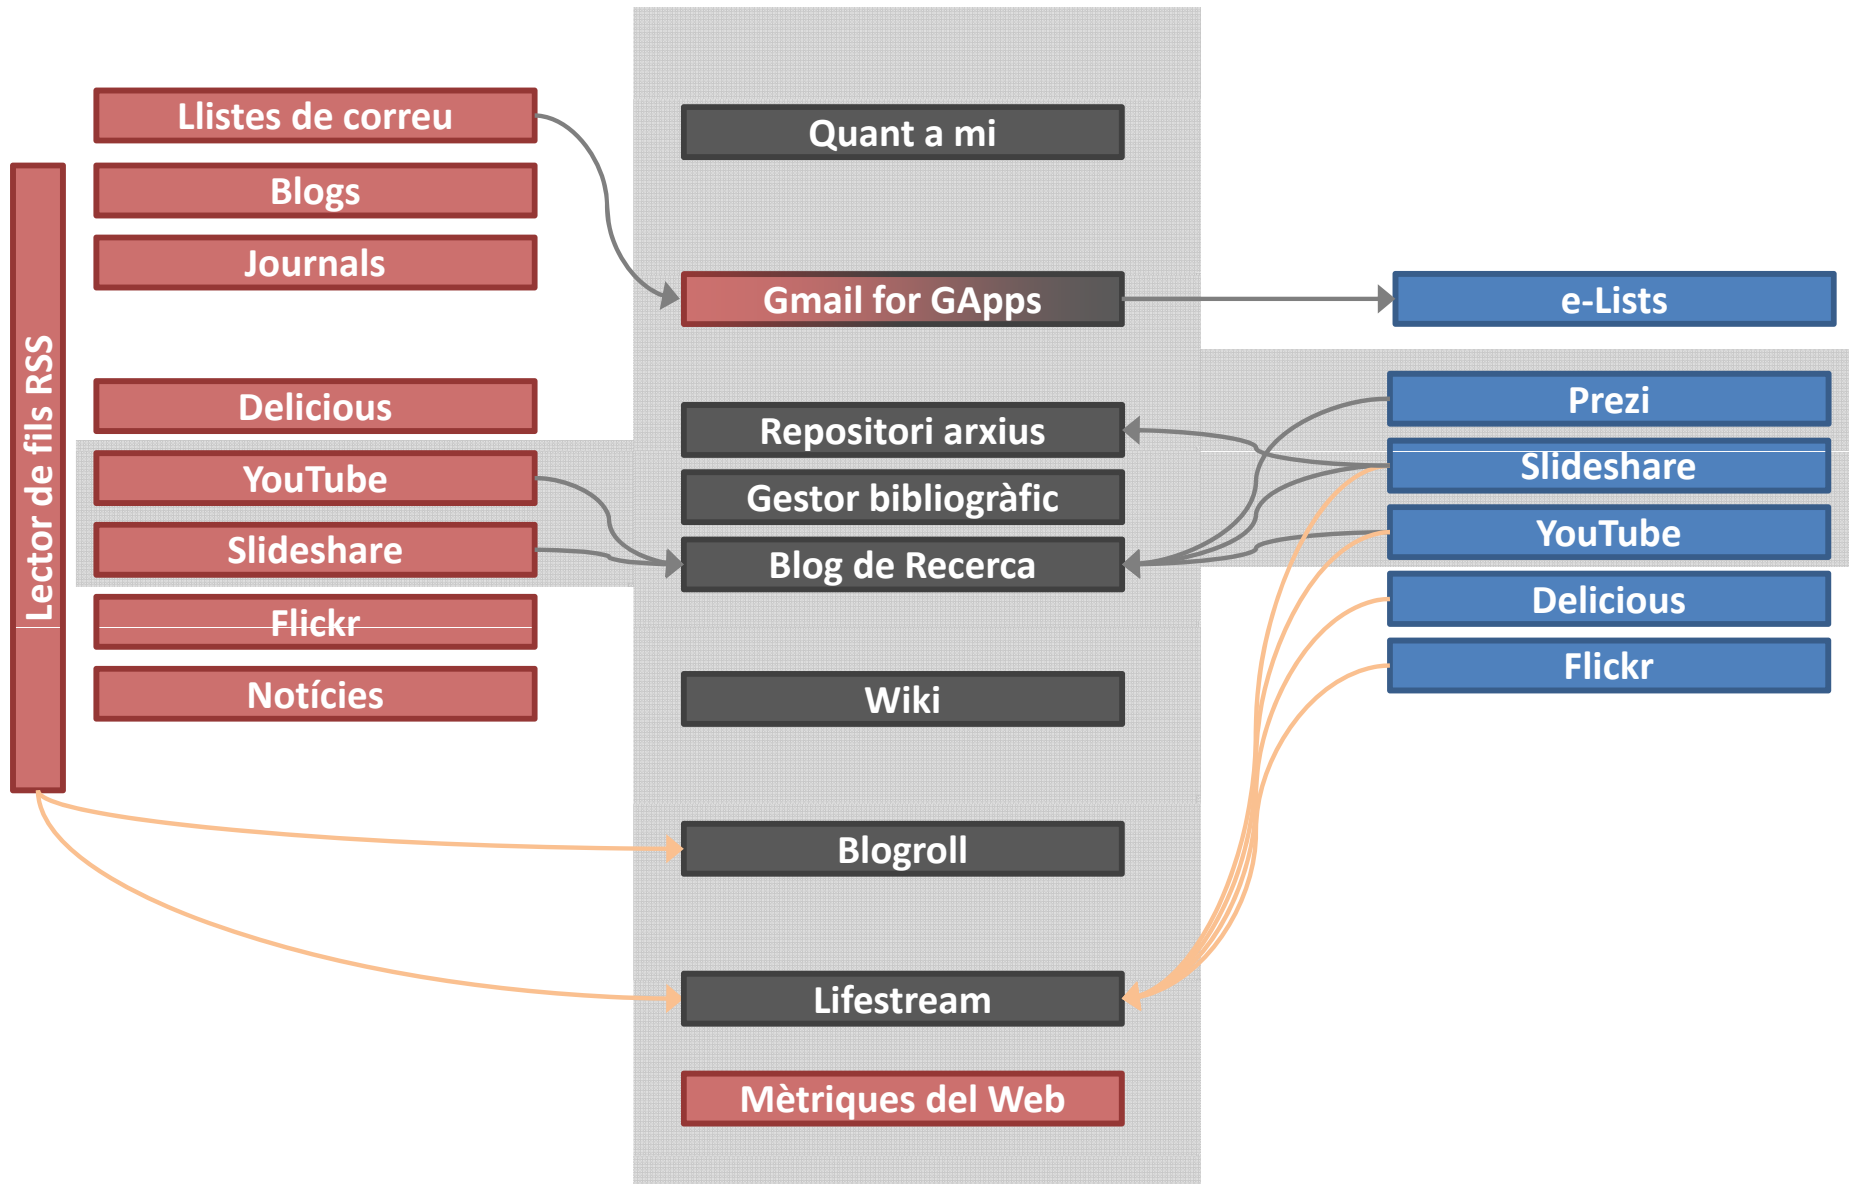 Lector de fils RSS
Llistes de correu
Blogs
Journals
Delicious
YouTube
Slideshare
Flickr
Notícies
Quant a mi
Gmail for GApps
Repositori arxius
Gestor bibliogràfic
Blog de Recerca
Wiki
Blogroll
Lifestream
Mètriques del Web
e-Lists
Prezi
Slideshare
YouTube
Delicious
Flickr